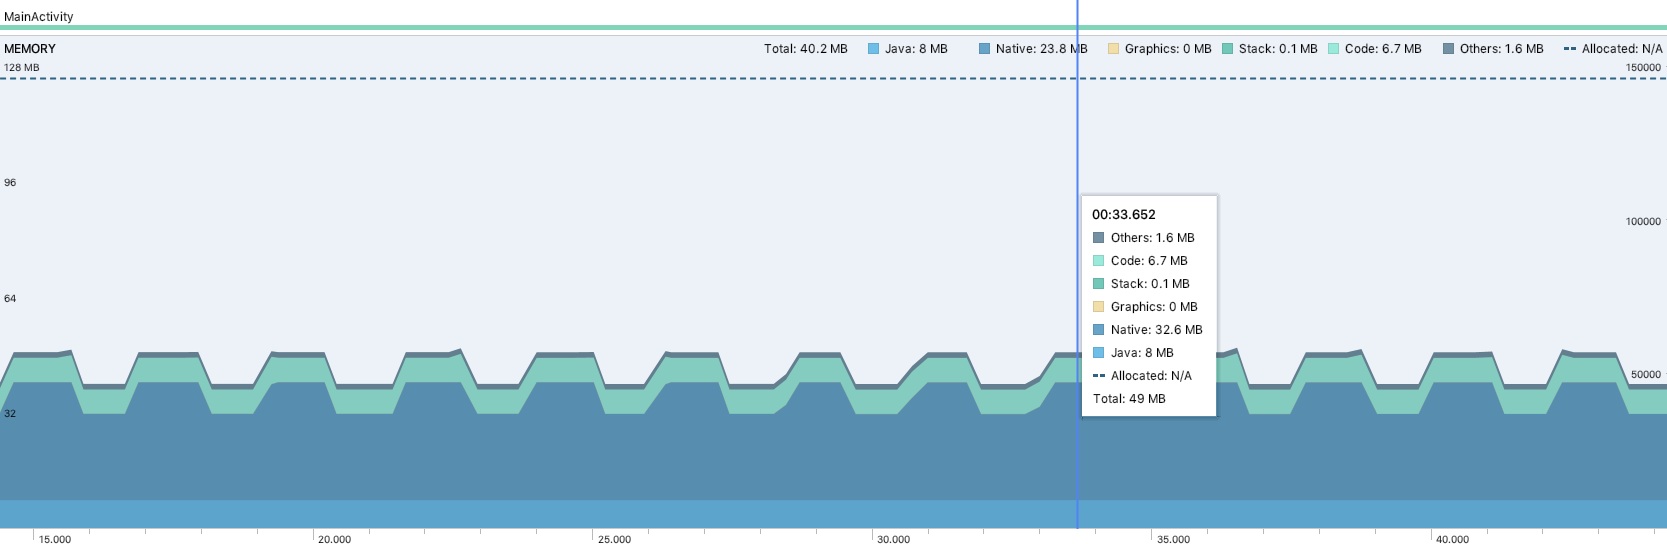 MainActivity
MEMORY Total: 40.2 MB Java: 8 MB Native: 23.8 MB Graphics: 0 MB Stack: 0.1 MB Code: 6.7 MB Others: 1.6 MB Allocated: N/A
128 MB 150000
96
00:33.652
Others: 1.6 MB
100000
Code: 6.7 MB
Stack: 0.1 MB
64
Graphics: 0 MB
Native: 32.6 MB
Java: 8 MB
Allocated: N/A
50000
Total: 49 MB
32
15.000 20.000 25.000 30.000 35.000 40.000